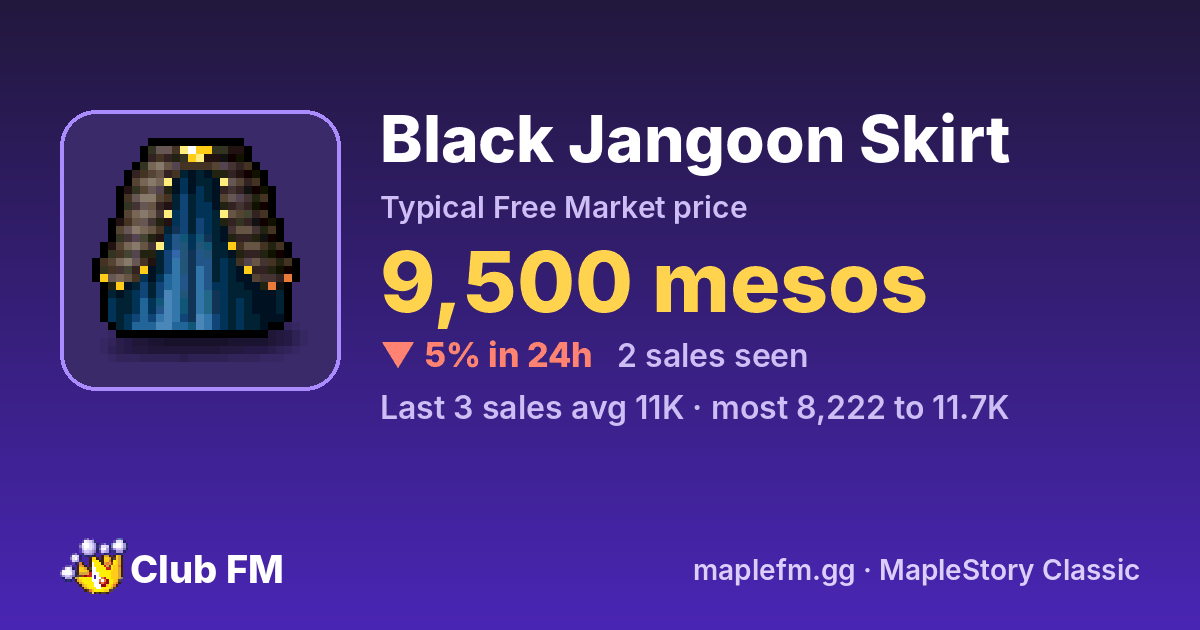 Black Jangoon Skirt
Typical Free Market price
9,500 mesos
▼ 5% in 24h 2 sales seen
Last 3 sales avg 11K · most 8,222 to 11.7K
Club FM
maplefm.gg · MapleStory Classic